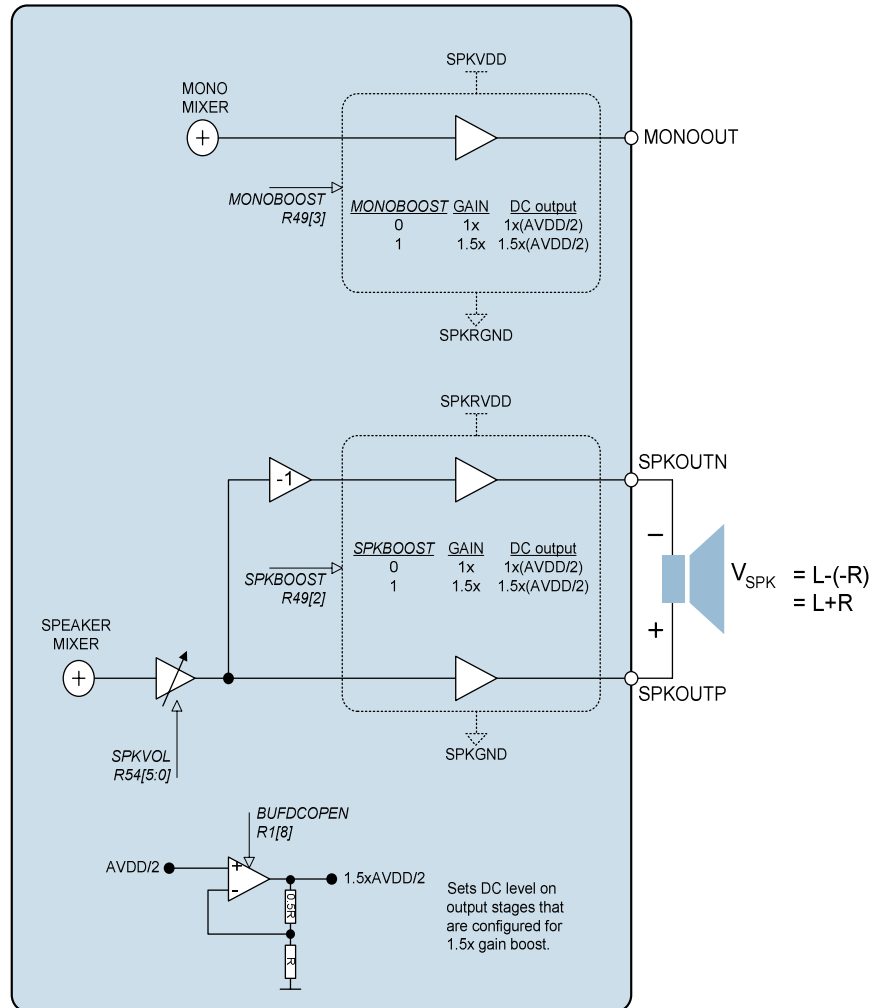 SPKVDD
MONO
MIXER
+
MONOOUT
MONOBOOST
R49[3]
MONOBOOST GAIN DC output
0 1x 1x(AVDD/2)
1 1.5x 1.5x(AVDD/2)
SPKRGND
SPKRVDD
SPKOUTN
-1
SPKBOOST
R49[2]
SPKBOOST GAIN DC output
0 1x 1x(AVDD/2)
1 1.5x 1.5x(AVDD/2)
–
+
VSPK = L-(-R)
= L+R
SPEAKER
MIXER
+
SPKOUTP
SPKVOL
R54[5:0]
SPKGND
BUFDCOPEN
R1[8]
AVDD/2
+
-
1.5xAVDD/2
0.5R
R
Sets DC level on
output stages that
are configured for
1.5x gain boost.